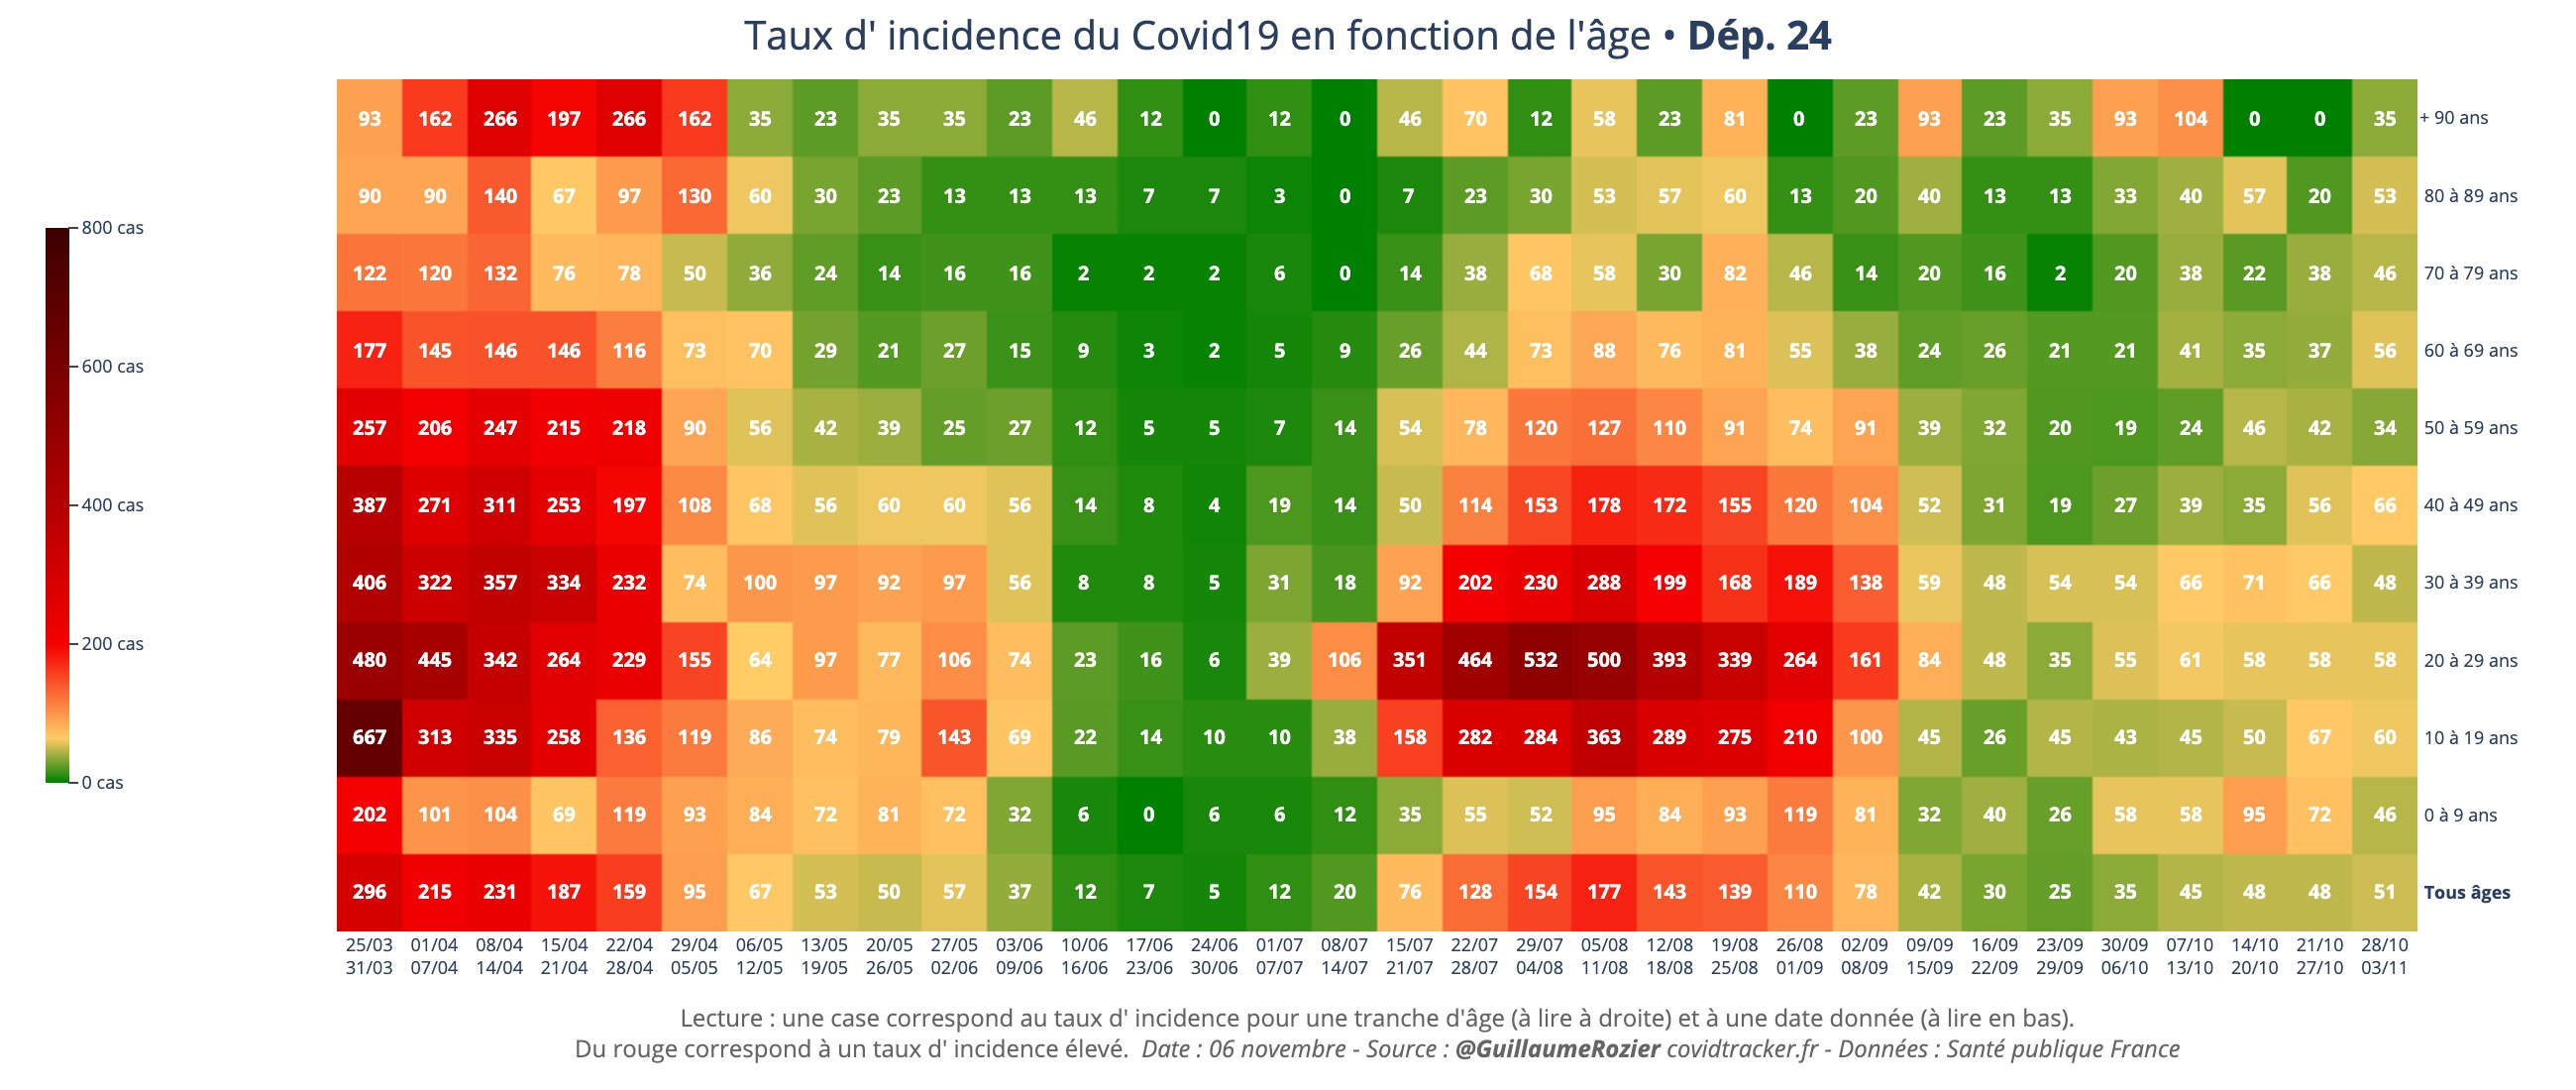 Taux d' incidence du Covid19 en fonction de l'âge • Dép. 24
93 162 266 197 266 162 35 23 35 35 23 46 12 0 12 0 46 70 12 58 23 81 0 23 93 23 35 93 104 0 0 35 + 90 ans
90 90 140 67 97 130 60 30 23 13 13 13 7 7 3 0 7 23 30 53 57 60 13 20 40 13 13 33 40 57 20 53 80 à 89 ans
800 cas
122 120 132 76 78 50 36 24 14 16 16 2 2 2 6 0 14 38 68 58 30 82 46 14 20 16 2 20 38 22 38 46 70 à 79 ans
177 145 146 146 116 73 70 29 21 27 15 9 3 2 5 9 26 44 73 88 76 81 55 38 24 26 21 21 41 35 37 56 60 à 69 ans
600 cas
257 206 247 215 218 90 56 42 39 25 27 12 5 5 7 14 54 78 120 127 110 91 74 91 39 32 20 19 24 46 42 34 50 à 59 ans
400 cas
387 271 311 253 197 108 68 56 60 60 56 14 8 4 19 14 50 114 153 178 172 155 120 104 52 31 19 27 39 35 56 66 40 à 49 ans
406 322 357 334 232 74 100 97 92 97 56 8 8 5 31 18 92 202 230 288 199 168 189 138 59 48 54 54 66 71 66 48 30 à 39 ans
200 cas
480 445 342 264 229 155 64 97 77 106 74 23 16 6 39 106 351 464 532 500 393 339 264 161 84 48 35 55 61 58 58 58 20 à 29 ans
667 313 335 258 136 119 86 74 79 143 69 22 14 10 10 38 158 282 284 363 289 275 210 100 45 26 45 43 45 50 67 60 10 à 19 ans
0 cas
202 101 104 69 119 93 84 72 81 72 32 6 0 6 6 12 35 55 52 95 84 93 119 81 32 40 26 58 58 95 72 46 0 à 9 ans
296 215 231 187 159 95 67 53 50 57 37 12 7 5 12 20 76 128 154 177 143 139 110 78 42 30 25 35 45 48 48 51 Tous âges
25/03 01/04 08/04 15/04 22/04 29/04 06/05 13/05 20/05 27/05 03/06 10/06 17/06 24/06 01/07 08/07 15/07 22/07 29/07 05/08 12/08 19/08 26/08 02/09 09/09 16/09 23/09 30/09 07/10 14/10 21/10 28/10
31/03 07/04 14/04 21/04 28/04 05/05 12/05 19/05 26/05 02/06 09/06 16/06 23/06 30/06 07/07 14/07 21/07 28/07 04/08 11/08 18/08 25/08 01/09 08/09 15/09 22/09 29/09 06/10 13/10 20/10 27/10 03/11
Lecture : une case correspond au taux d' incidence pour une tranche d'âge (à lire à droite) et à une date donnée (à lire en bas).
Du rouge correspond à un taux d' incidence élevé. Date : 06 novembre - Source : @GuillaumeRozier covidtracker.fr - Données : Santé publique France